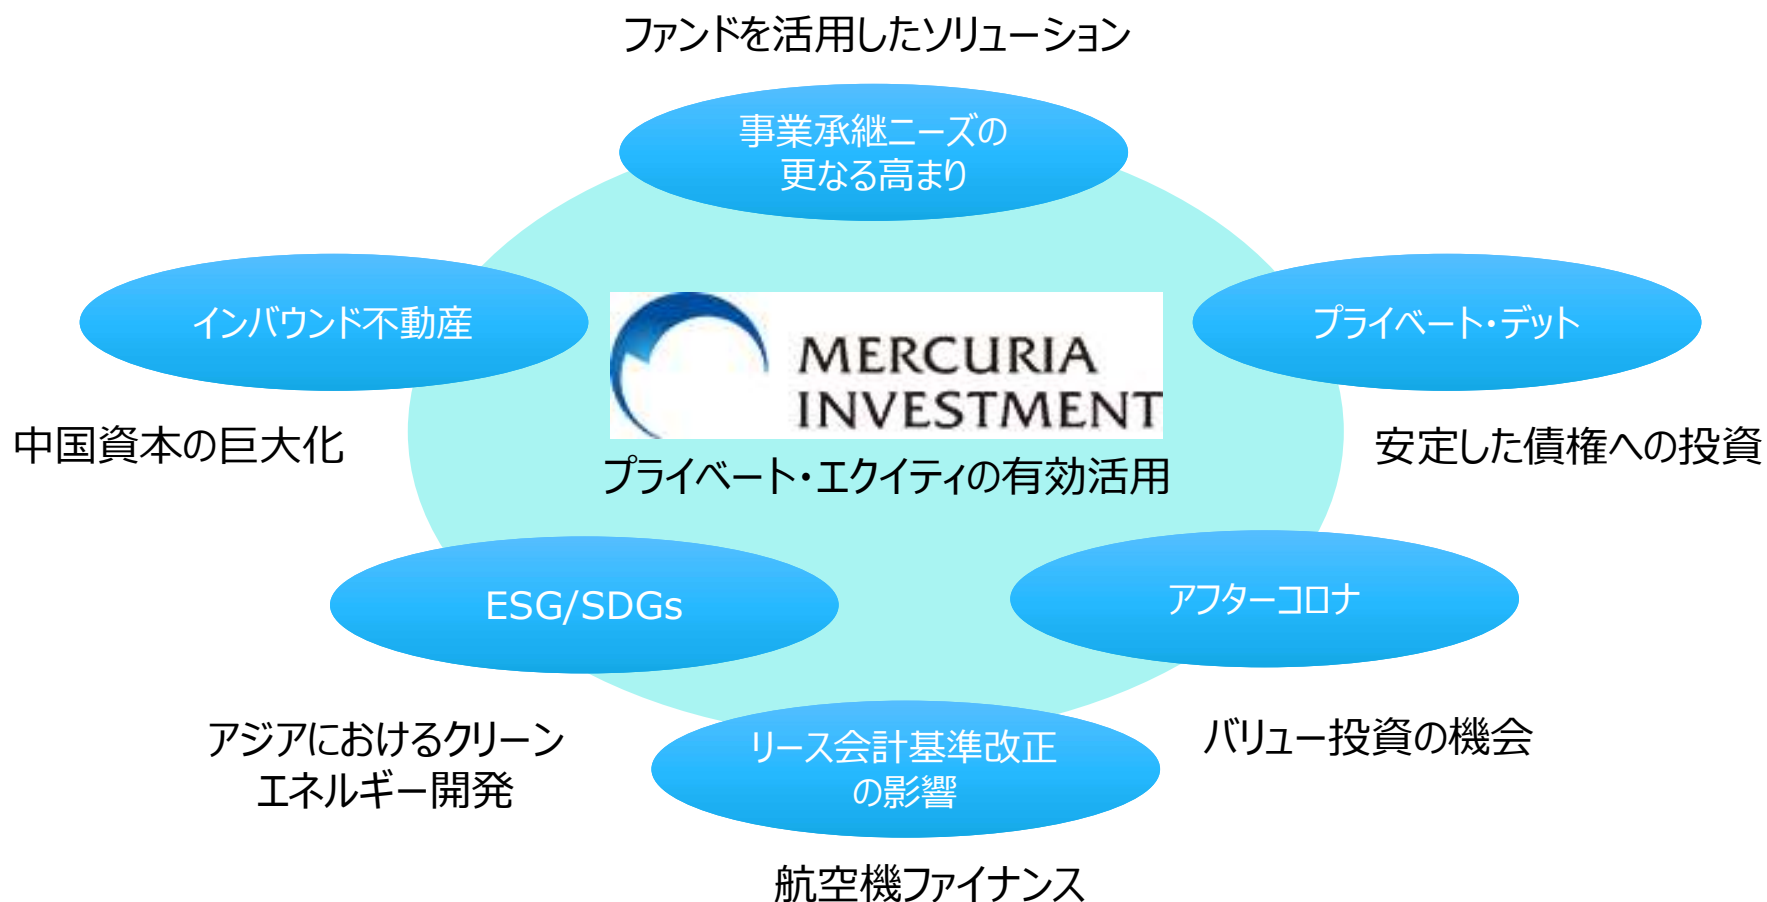 ファンドを活用したソリューション
事業承継ニーズの
更なる高まり
インバウンド不動産
プライベート・デット
MERCURIA
INVESTMENT
中国資本の巨大化
安定した債権への投資
プライベート・エクイティの有効活用
ESG/SDGs
アフターコロナ
アジアにおけるクリーン
エネルギー開発
リース会計基準改正
の影響
バリュー投資の機会
航空機ファイナンス